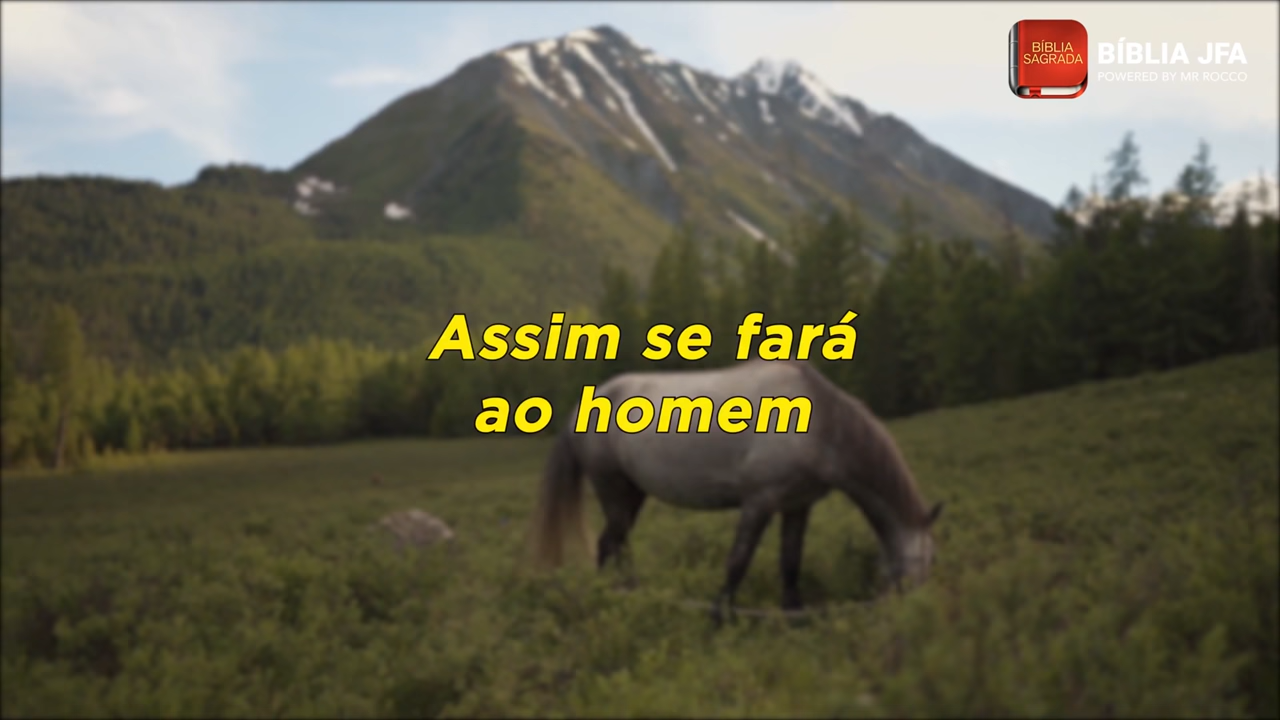 BÍBLIA
SAGRADA
BÍBLIA JFA
POWERED BY MR ROCCO
Assim se fará
ao homem